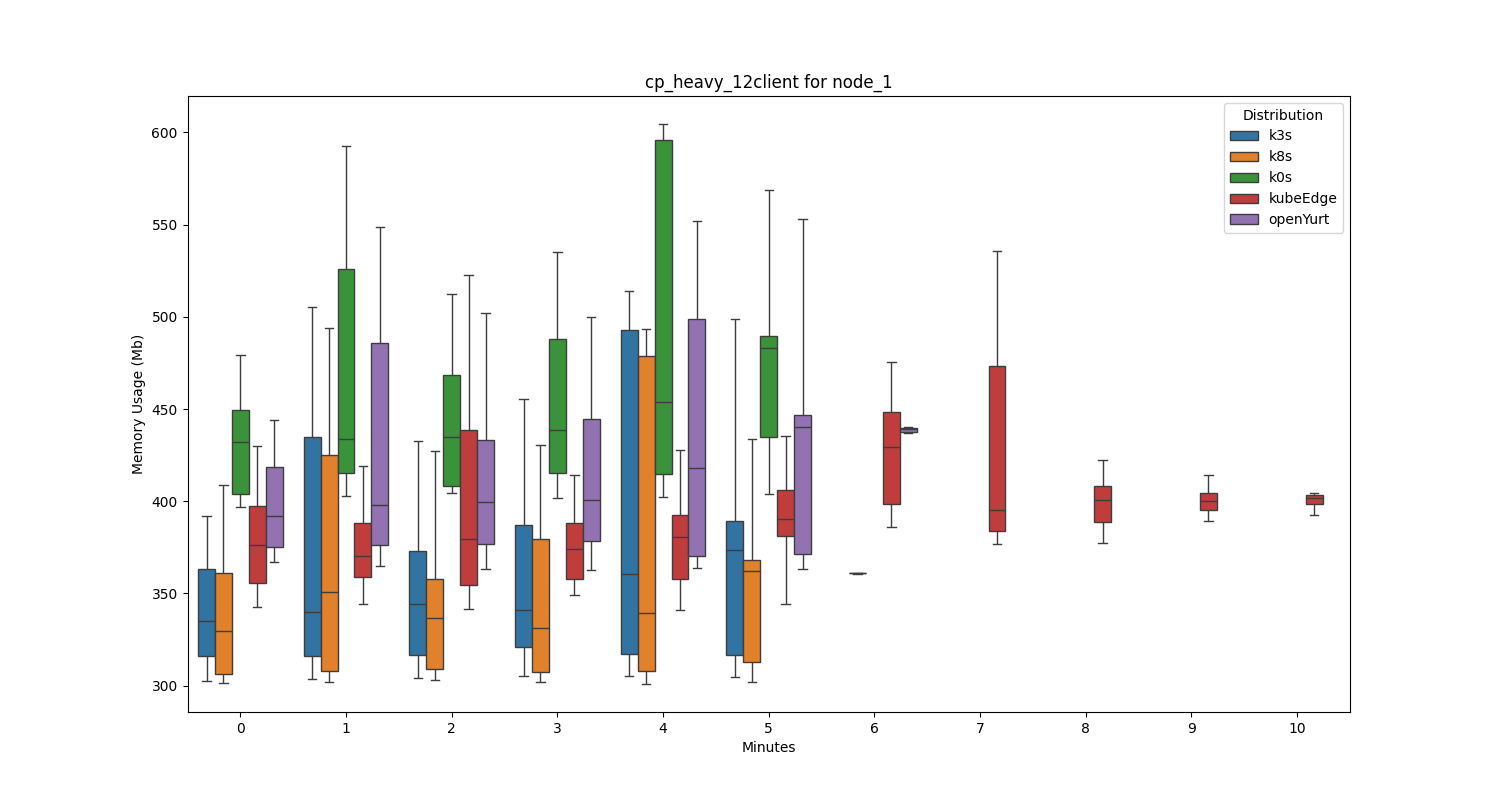 cp_heavy_12client for node_1
Distribution
k3s
k8s
k0s
kubeEdge
openYurt
Memory Usage (Mb)
600
550
500
450
400
350
300
0 1 2 3 4 5 6 7 8 9 10
Minutes